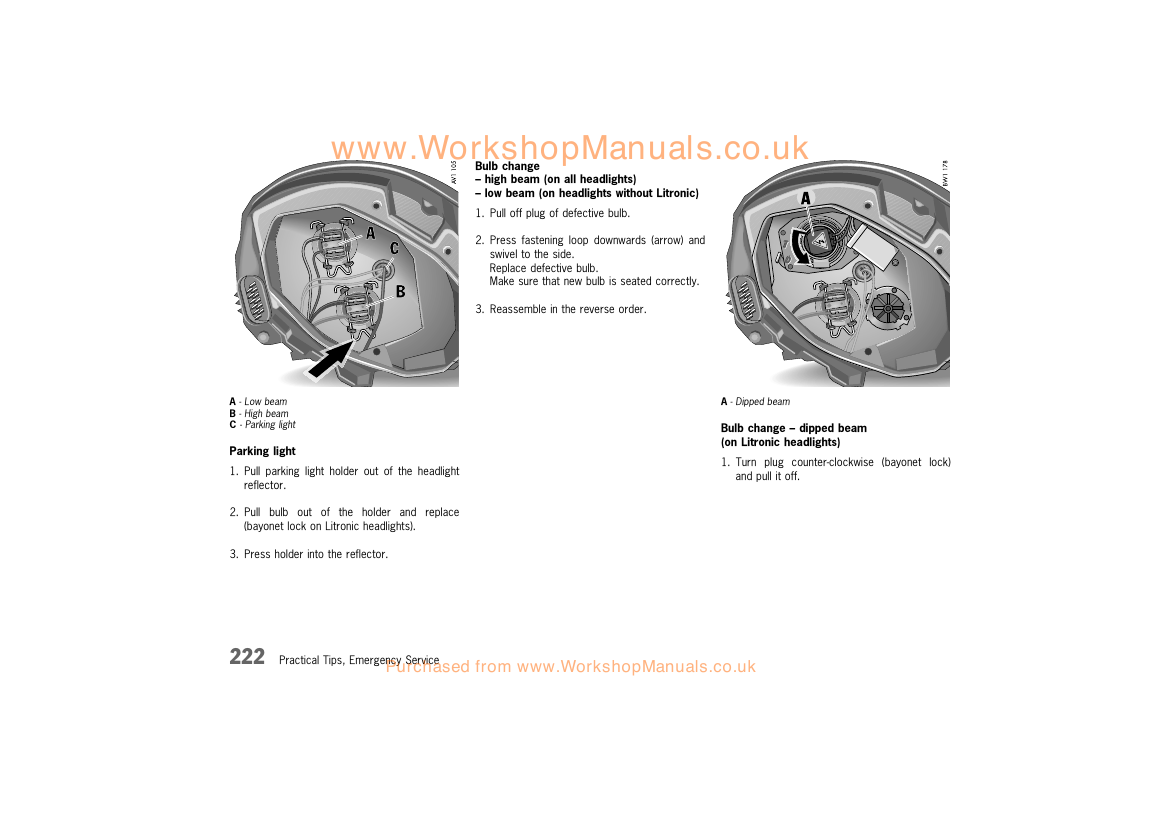 www.WorkshopManuals.co.uk
AV1 105
A
C
B
A - Low beam
B - High beam
C - Parking light
Parking light
1. Pull parking light holder out of the headlight
reflector.
2. Pull bulb out of the holder and replace
(bayonet lock on Litronic headlights).
3. Press holder into the reflector.
Bulb change
– high beam (on all headlights)
– low beam (on headlights without Litronic)
1. Pull off plug of defective bulb.
2. Press fastening loop downwards (arrow) and
swivel to the side.
Replace defective bulb.
Make sure that new bulb is seated correctly.
3. Reassemble in the reverse order.
BW1 178
A
A - Dipped beam
Bulb change – dipped beam
(on Litronic headlights)
1. Turn plug counter-clockwise (bayonet lock)
and pull it off.
222 Practical Tips, Emergency Service
Purchased from www.WorkshopManuals.co.uk